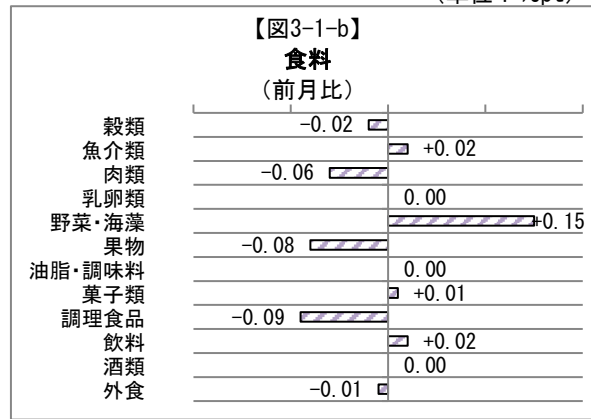 【図3-1-b】
食料
（前月比）
穀類 -0.02
魚介類 +0.02
肉類 -0.06
乳卵類 0.00
野菜・海藻 +0.15
果物 -0.08
油脂・調味料 0.00
菓子類 +0.01
調理食品 -0.09
飲料 +0.02
酒類 0.00
外食 -0.01